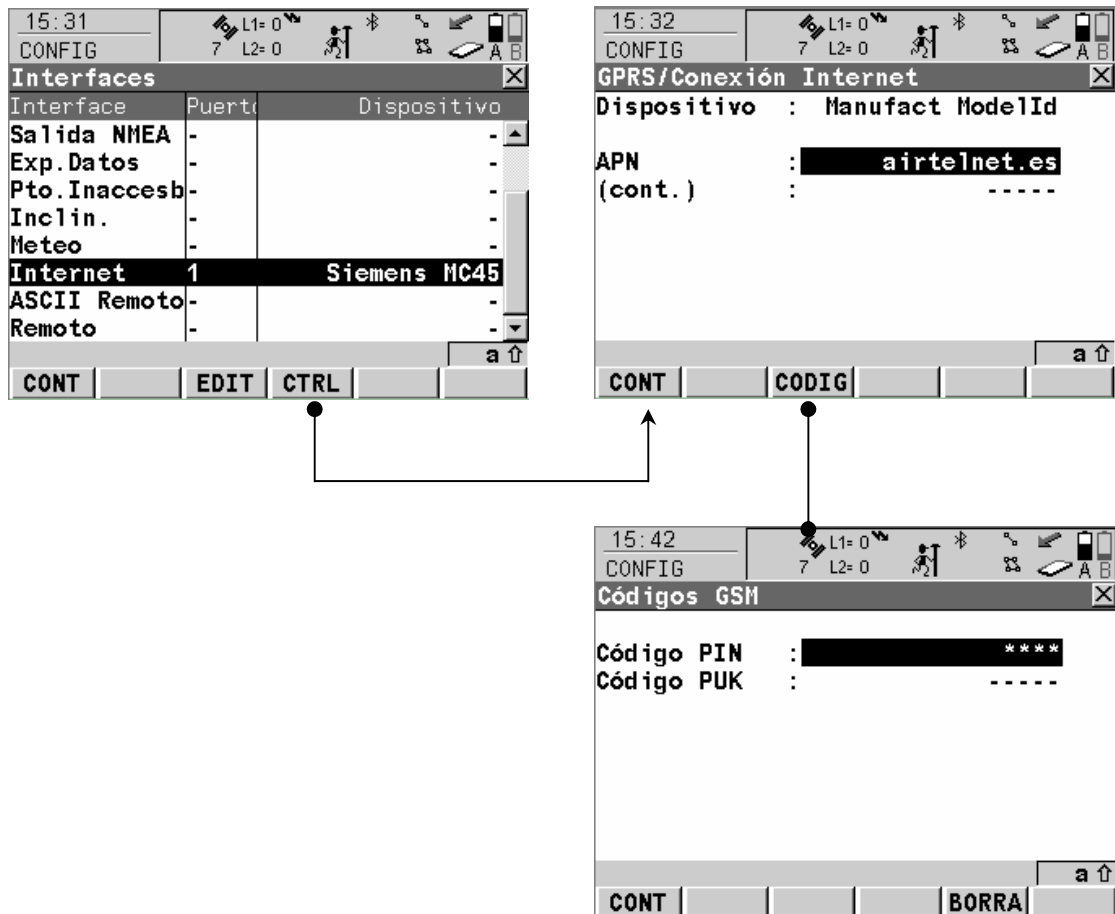 15:31
CONFIG
L1= 0
7 L2= 0
A B
Interfaces
Interface Puerto Dispositivo
Salida NMEA - -
Exp.Datos - -
Pto.Inaccesb - -
Inclin. - -
Meteo - -
Internet 1 Siemens MC45
ASCII Remoto - -
Remoto - -
a
CONT EDIT CTRL
15:32
CONFIG
L1= 0
7 L2= 0
A B
GPRS/Conexión Internet
Dispositivo : Manufact ModelId
APN : airtelnet.es
(cont.) : -----
a
CONT CODIG
15:42
CONFIG
L1= 0
7 L2= 0
A B
Códigos GSM
Código PIN : ****
Código PUK : -----
a
CONT BORRA